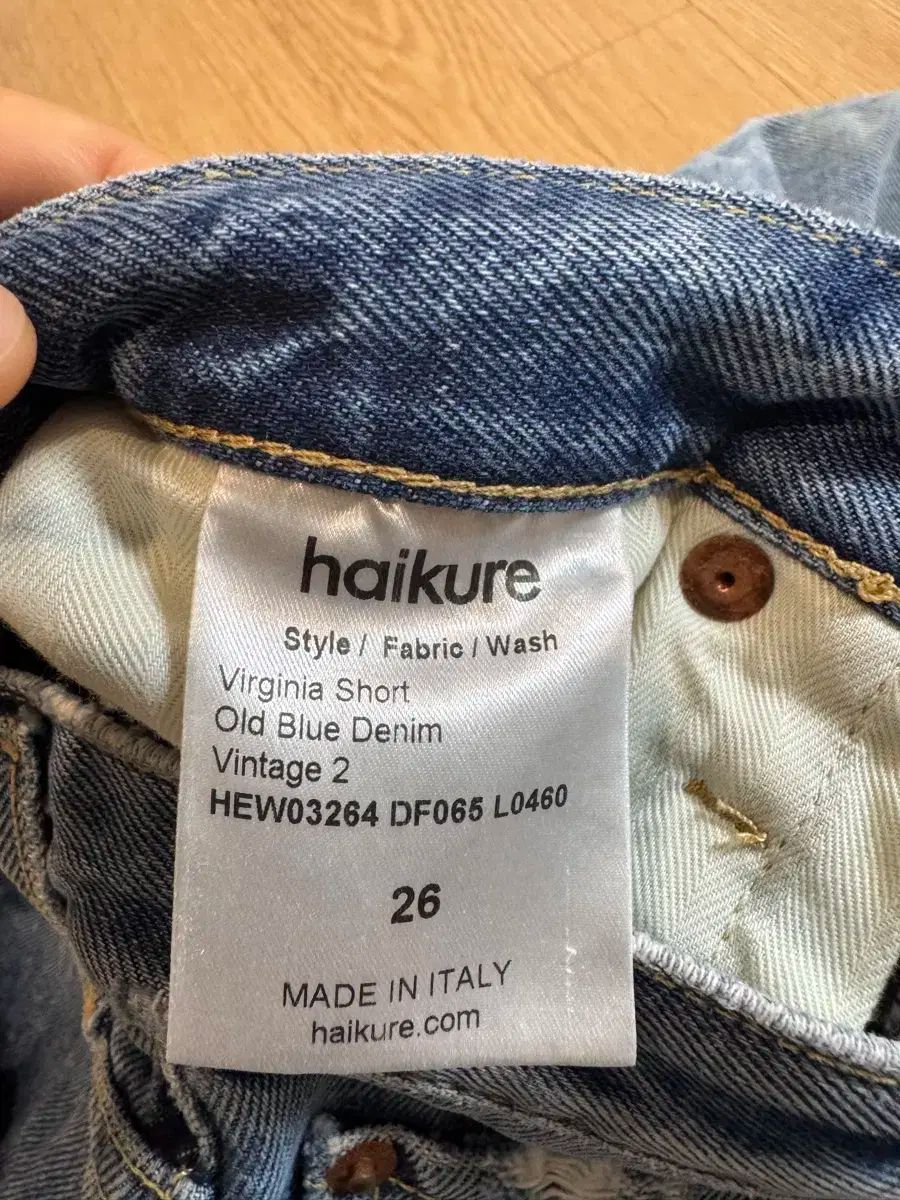 haikure
Style / Fabric / Wash
Virginia Short
Old Blue Denim
Vintage 2
HEW03264 DF065 L0460
26
MADE IN ITALY
haikure.com